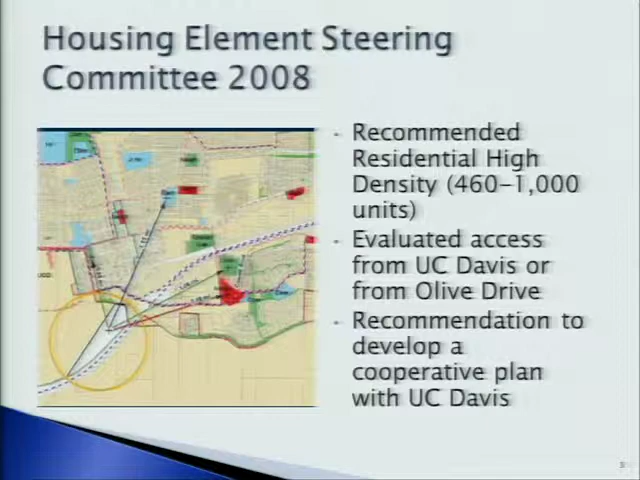 Housing Element Steering
Committee 2008
- Recommended
Residential High
Density (460-1,000
units)
- Evaluated access
from UC Davis or
from Olive Drive
- Recommendation to
develop a
cooperative plan
with UC Davis